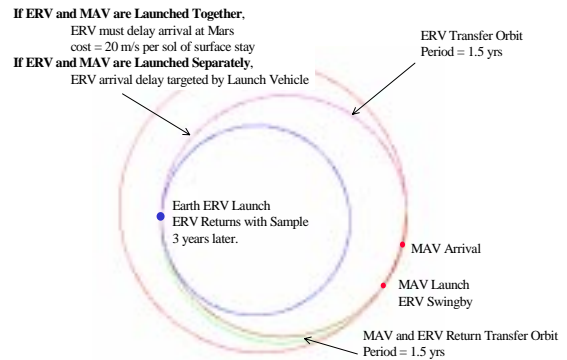 If ERV and MAV are Launched Together,
ERV must delay arrival at Mars
cost = 20 m/s per sol of surface stay
If ERV and MAV are Launched Separately,
ERV arrival delay targeted by Launch Vehicle
ERV Transfer Orbit
Period = 1.5 yrs
Earth ERV Launch
ERV Returns with Sample
3 years later.
MAV Arrival
MAV Launch
ERV Swingby
MAV and ERV Return Transfer Orbit
Period = 1.5 yrs